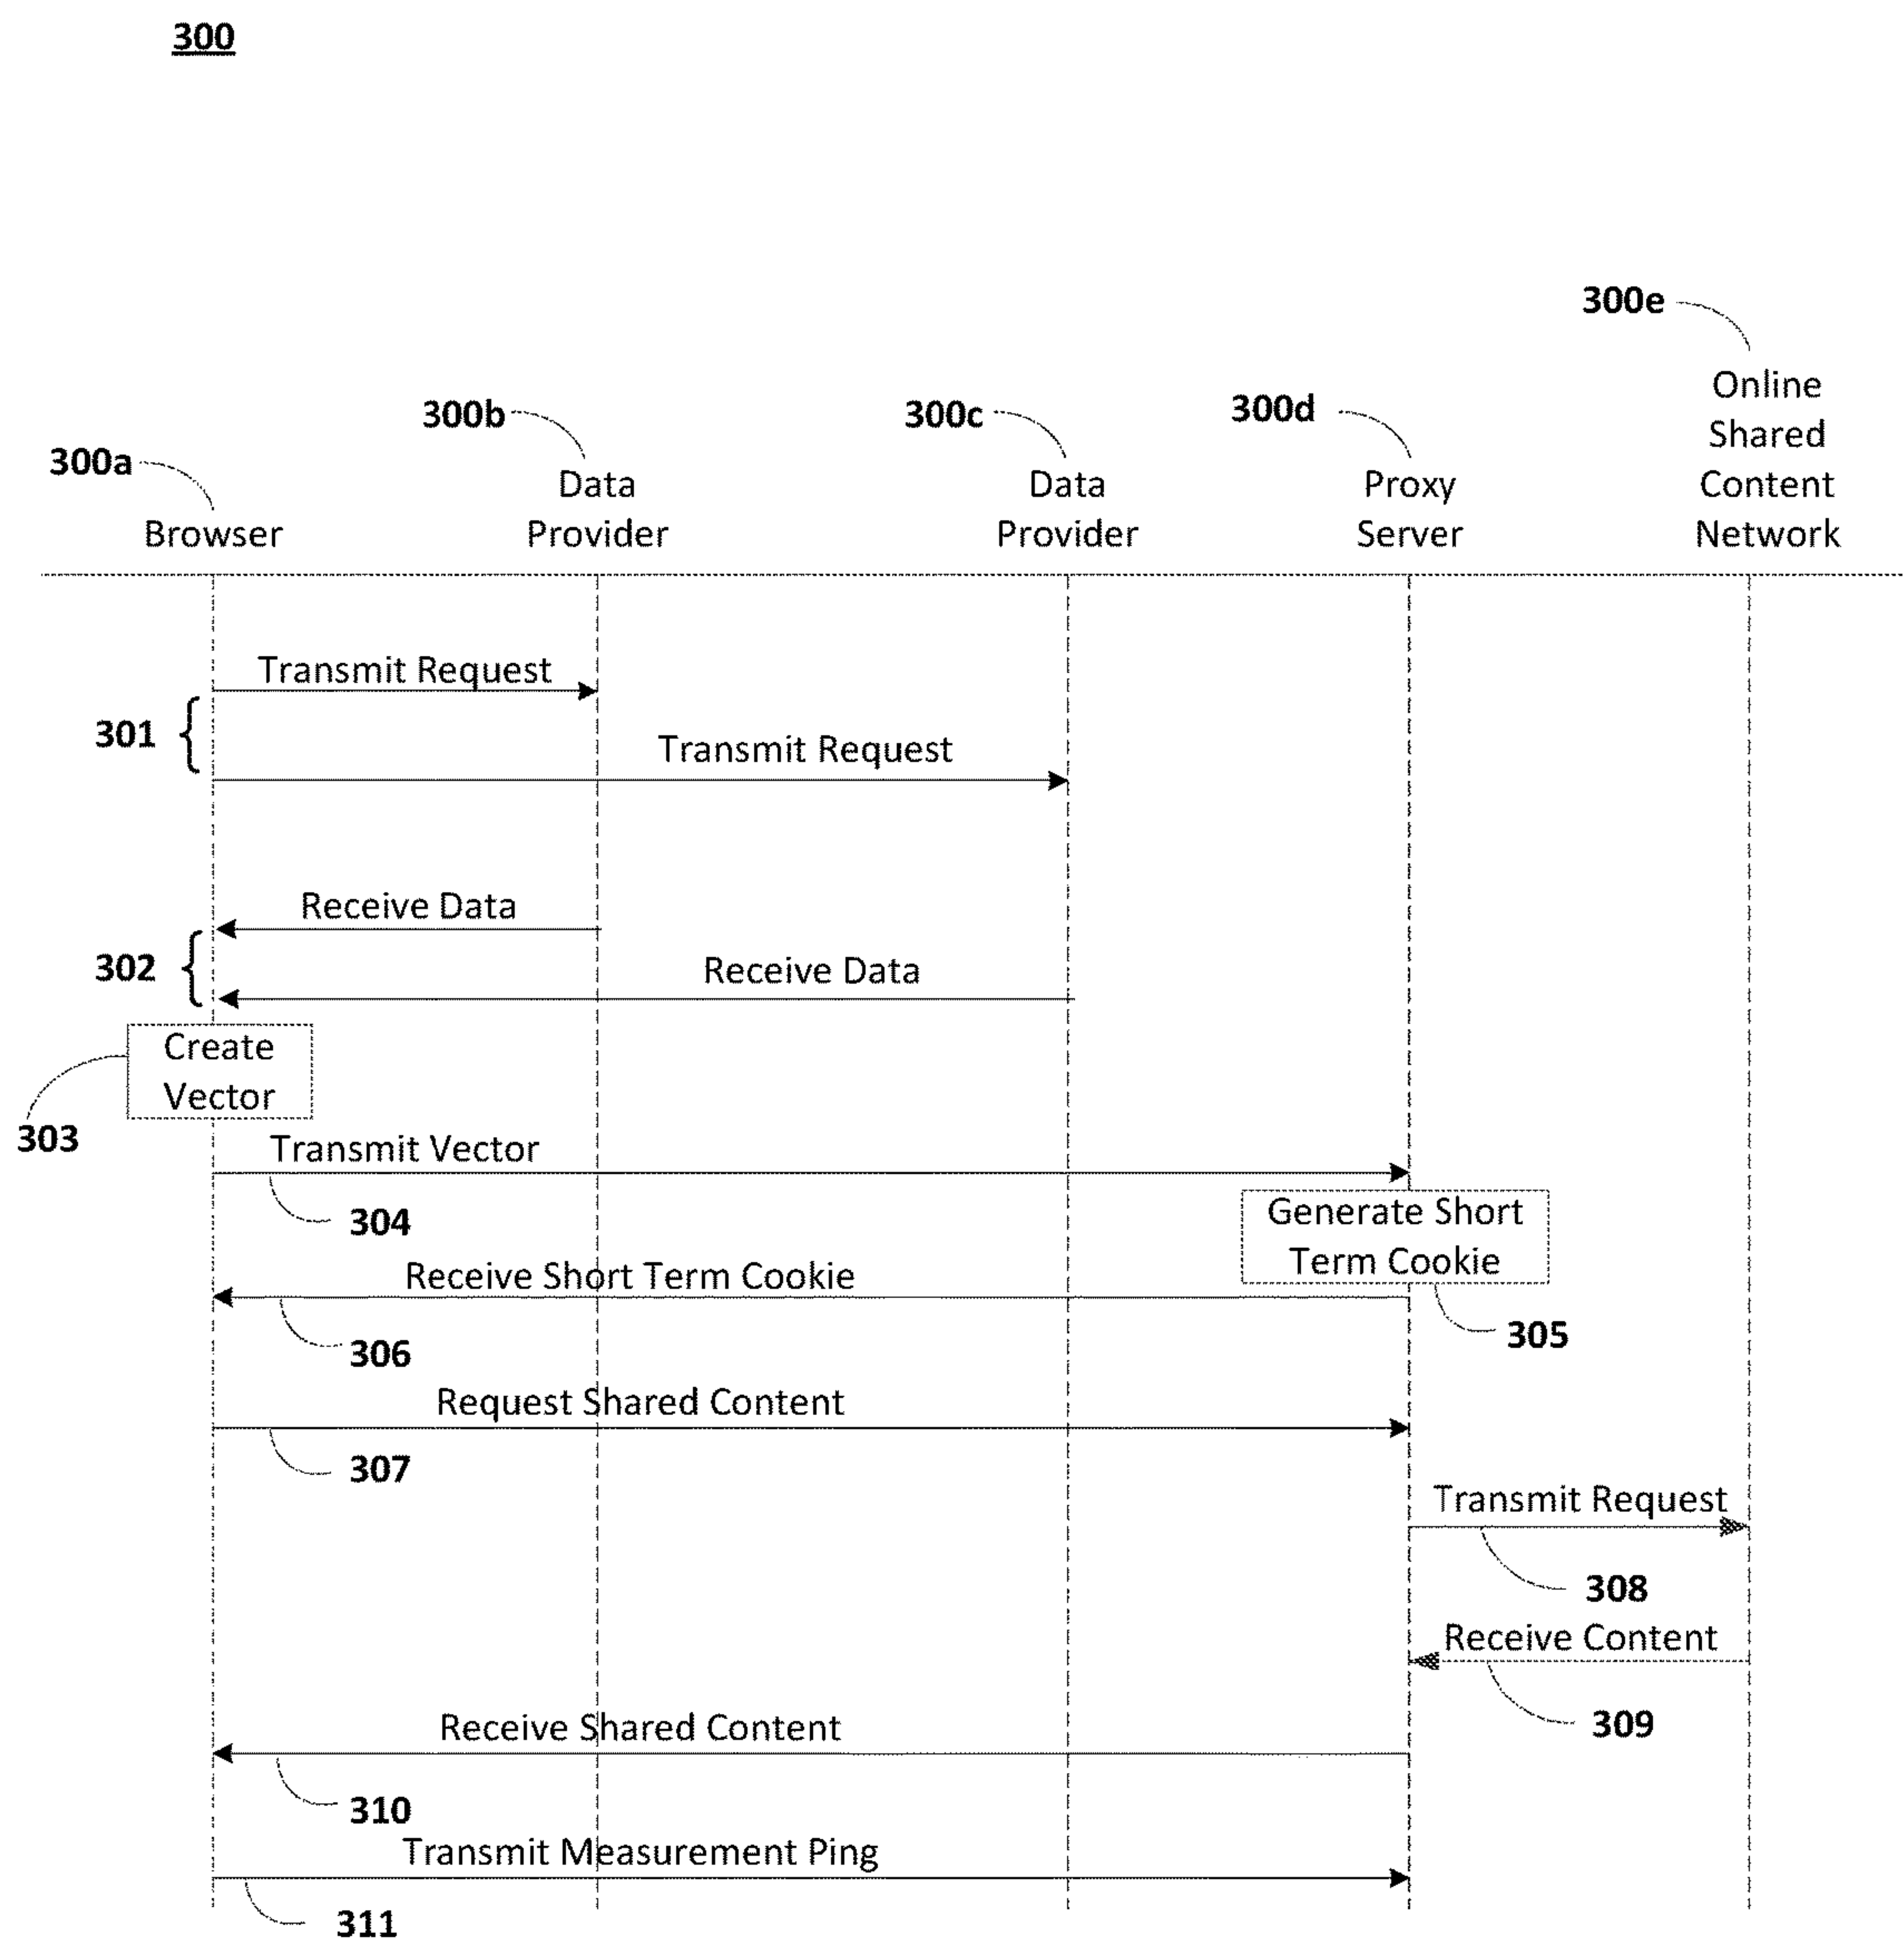 300
300e
Online
Shared
Content
Network
300b
Data
Provider
300c
Data
Provider
300d
Proxy
Server
300a
Browser
Transmit Request
301
Transmit Request
Receive Data
302
Receive Data
Create
Vector
303
Transmit Vector
304
Generate Short
Term Cookie
305
Receive Short Term Cookie
306
Request Shared Content
307
Transmit Request
308
Receive Content
309
Receive Shared Content
310
Transmit Measurement Ping
311